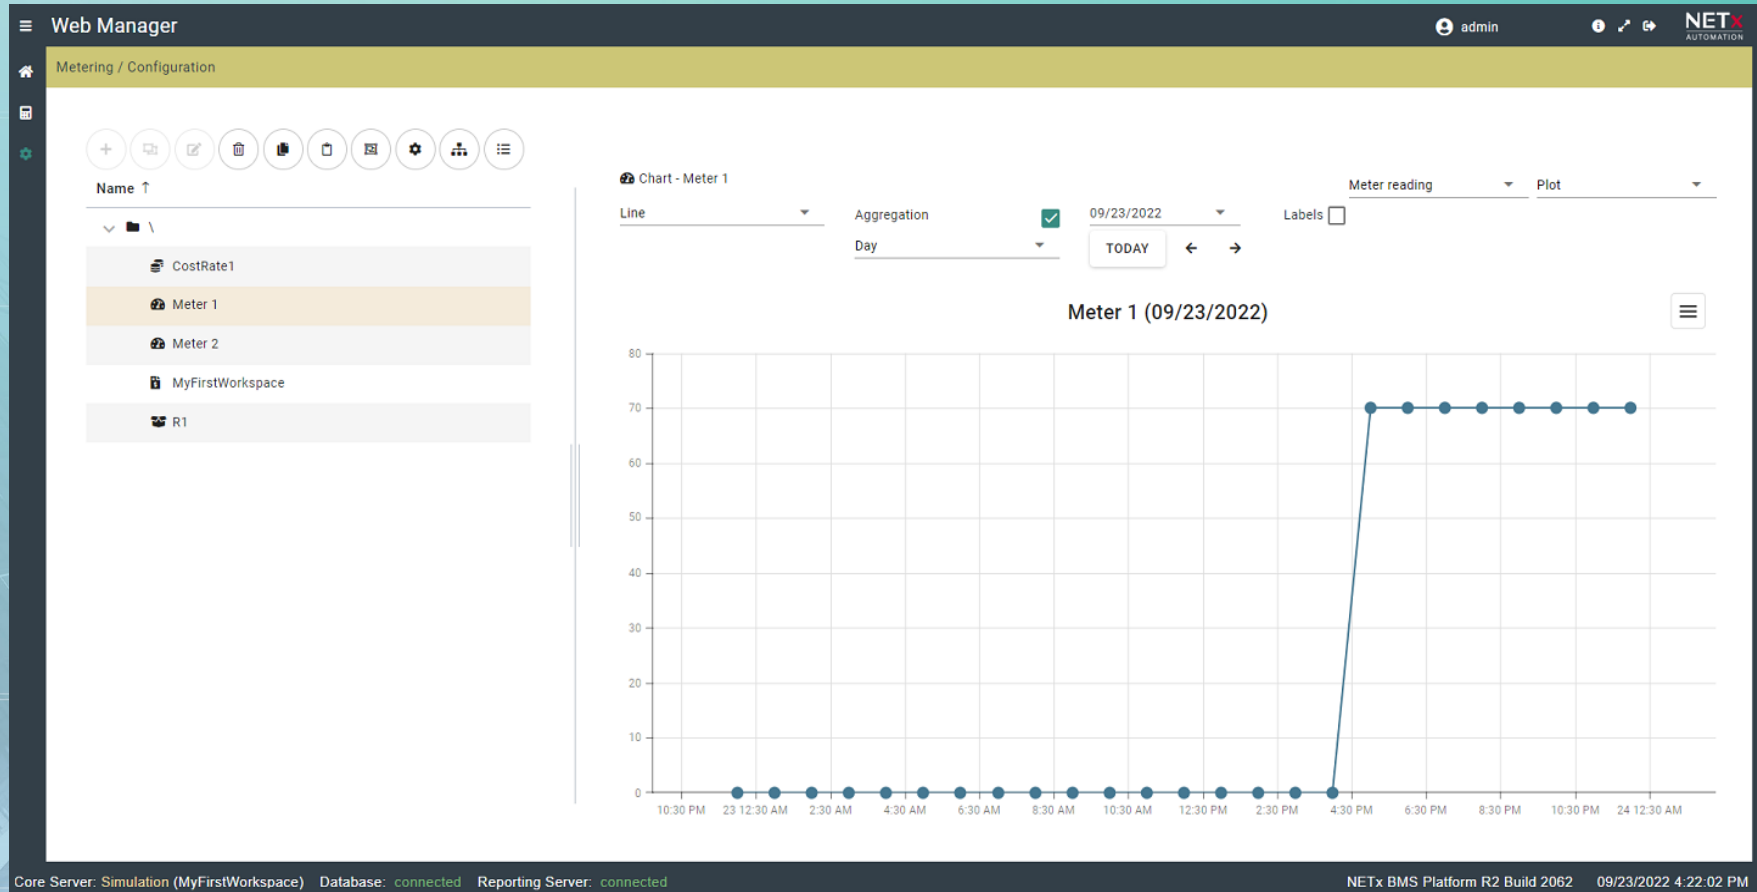 Web Manager
admin
NETx
AUTOMATION
Metering / Configuration
Name ↑
\
CostRate1
Meter 1
Meter 2
MyFirstWorkspace
R1
Chart - Meter 1
Meter reading
Plot
Line
Aggregation
09/23/2022
Labels
Day
TODAY
Meter 1 (09/23/2022)
80
70
60
50
40
30
20
10
0
10:30 PM 23 12:30 AM 2:30 AM 4:30 AM 6:30 AM 8:30 AM 10:30 AM 12:30 PM 2:30 PM 4:30 PM 6:30 PM 8:30 PM 10:30 PM 24 12:30 AM
Core Server: Simulation (MyFirstWorkspace) Database: connected Reporting Server: connected NETx BMS Platform R2 Build 2062 09/23/2022 4:22:02 PM